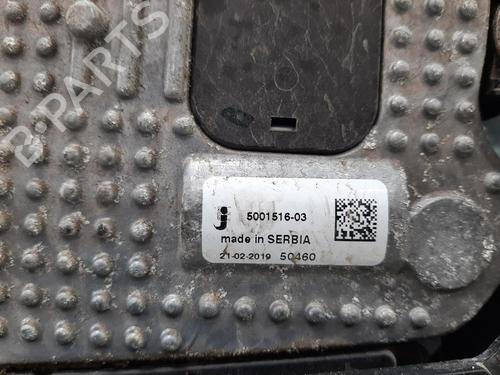 B-PARTS
j 5001516-03
made in SERBIA
21-02-2019 50460